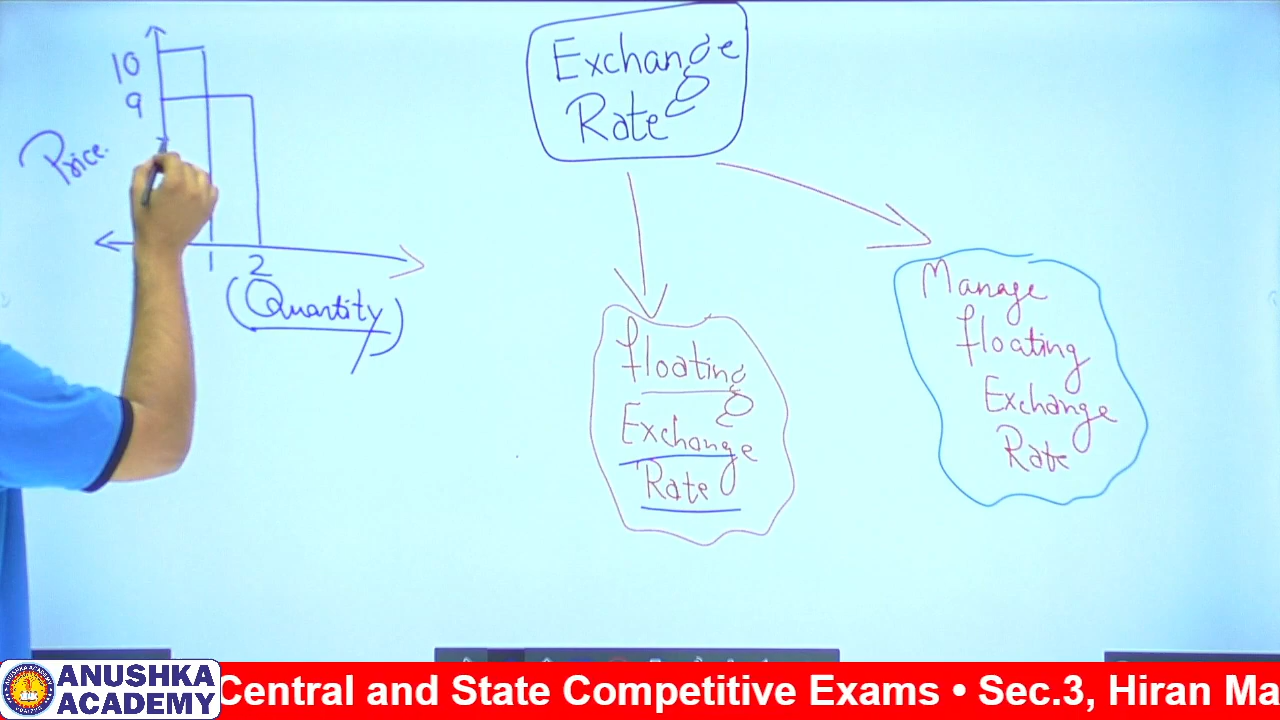 Exchange
Rate
10
9
Price.
1 2
(Quantity)
floating
Exchange
Rate
Manage
floating
Exchange
Rate
ANUSHKA
ACADEMY
Central and State Competitive Exams • Sec.3, Hiran Ma